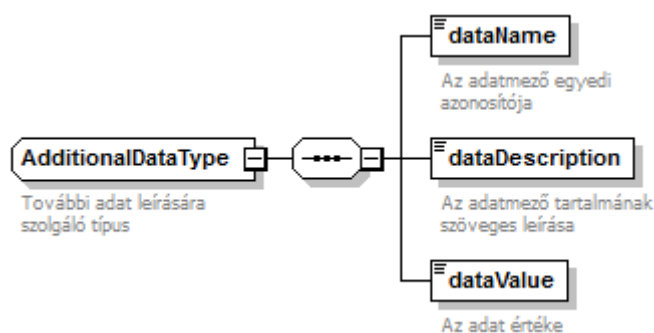 dataName
Az adatmező egyedi
azonosítója
AdditionalDataType
További adat leírására
szolgáló típus
dataDescription
Az adatmező tartalmának
szöveges leírása
dataValue
Az adat értéke